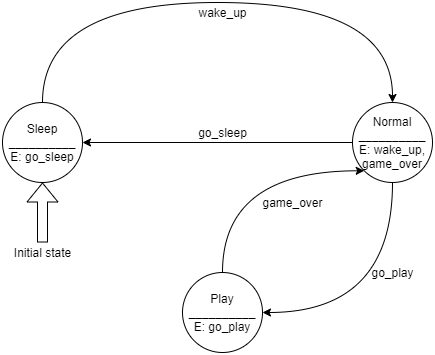 wake_up
Sleep
E: go_sleep
go_sleep
Normal
E: wake_up,
game_over
Initial state
game_over
go_play
Play
E: go_play